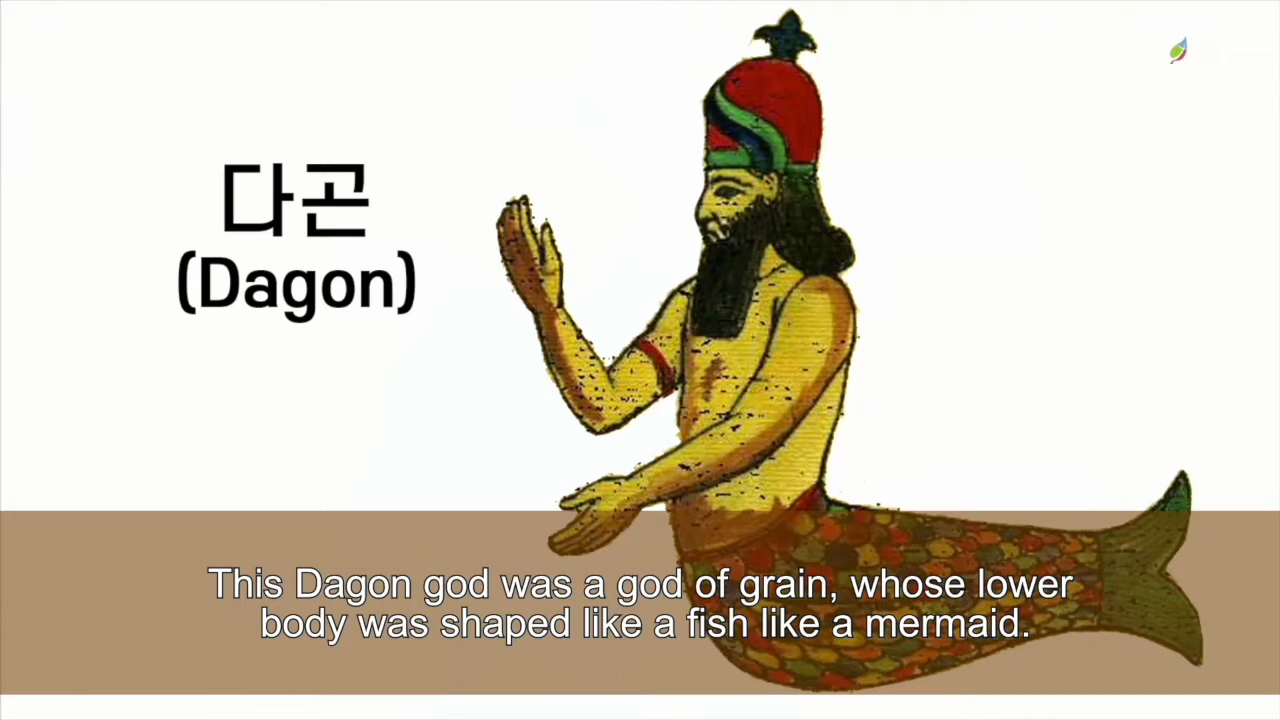 다곤
(Dagon)
This Dagon god was a god of grain, whose lower
body was shaped like a fish like a mermaid.